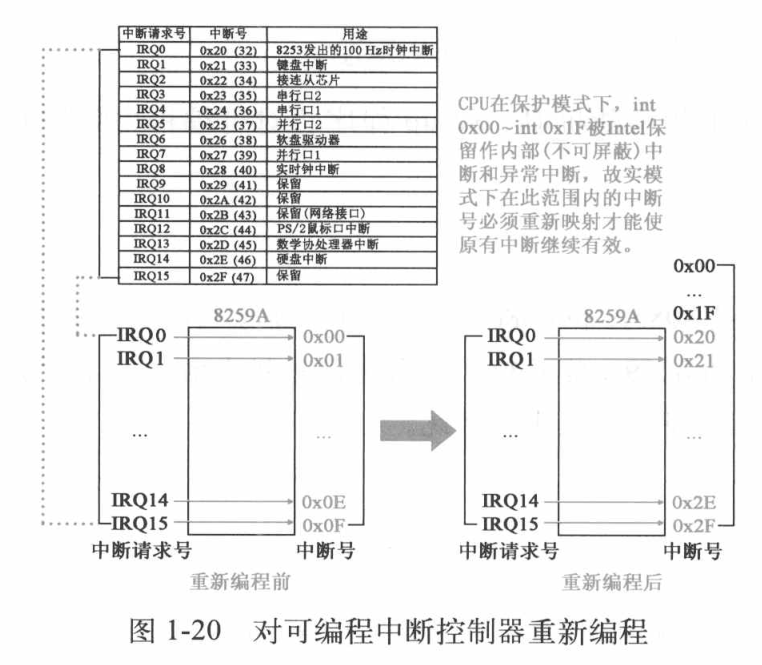 中断请求号 中断号 用途
IRQ0 0x20 (32) 8253发出的100 Hz时钟中断
IRQ1 0x21 (33) 键盘中断
IRQ2 0x22 (34) 接连从芯片
IRQ3 0x23 (35) 串行口2
IRQ4 0x24 (36) 串行口1
IRQ5 0x25 (37) 并行口2
IRQ6 0x26 (38) 软盘驱动器
IRQ7 0x27 (39) 并行口1
IRQ8 0x28 (40) 实时钟中断
IRQ9 0x29 (41) 保留
IRQ10 0x2A (42) 保留
IRQ11 0x2B (43) 保留(网络接口)
IRQ12 0x2C (44) PS/2鼠标口中断
IRQ13 0x2D (45) 数学协处理器中断
IRQ14 0x2E (46) 硬盘中断
IRQ15 0x2F (47) 保留
CPU在保护模式下，int
0x00~int 0x1F被Intel保
留作内部(不可屏蔽)中
断和异常中断，故实模
式下在此范围内的中断
号必须重新映射才能使
原有中断继续有效。
8259A
IRQ0 0x00
IRQ1 0x01
... ...
IRQ14 0x0E
IRQ15 0x0F
中断请求号 中断号
重新编程前
0x00
...
8259A 0x1F
IRQ0 0x20
IRQ1 0x21
... ...
IRQ14 0x2E
IRQ15 0x2F
中断请求号 中断号
重新编程后
图 1-20 对可编程中断控制器重新编程